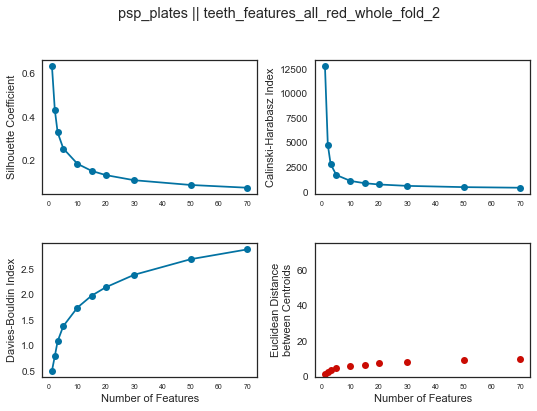 psp_plates || teeth_features_all_red_whole_fold_2
Silhouette Coefficient
0.6
0.4
0.2
0 10 20 30 40 50 60 70
Calinski-Harabasz Index
12500
10000
7500
5000
2500
0
0 10 20 30 40 50 60 70
Davies-Bouldin Index
2.5
2.0
1.5
1.0
0.5
0 10 20 30 40 50 60 70
Number of Features
Euclidean Distance
between Centroids
60
40
20
0
0 10 20 30 40 50 60 70
Number of Features